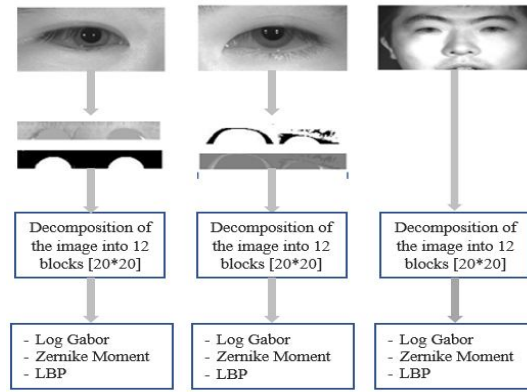 Decomposition of
the image into 12
blocks [20*20]
Decomposition of
the image into 12
blocks [20*20]
Decomposition of
the image into 12
blocks [20*20]
- Log Gabor
- Zernike Moment
- LBP
- Log Gabor
- Zernike Moment
- LBP
- Log Gabor
- Zernike Moment
- LBP